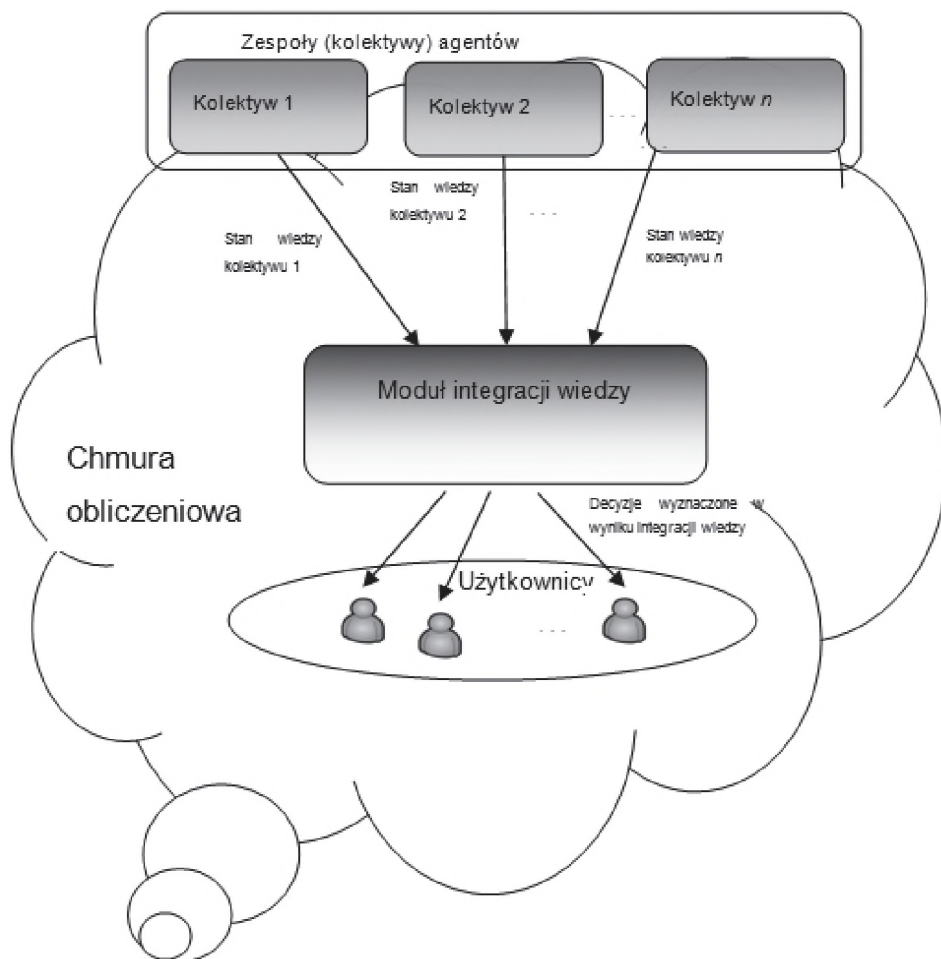 Zespoły (kolektywy) agentów
Kolektyw 1
Kolektyw 2
. . .
Kolektyw n
Stan wiedzy
kolektywu 1
Stan wiedzy
kolektywu 2
. . .
Stan wiedzy
kolektywu n
Moduł integracji wiedzy
Chmura
obliczeniowa
Decyzje wyznaczone w
wyniku integracji wiedzy
Użytkownicy
. . .